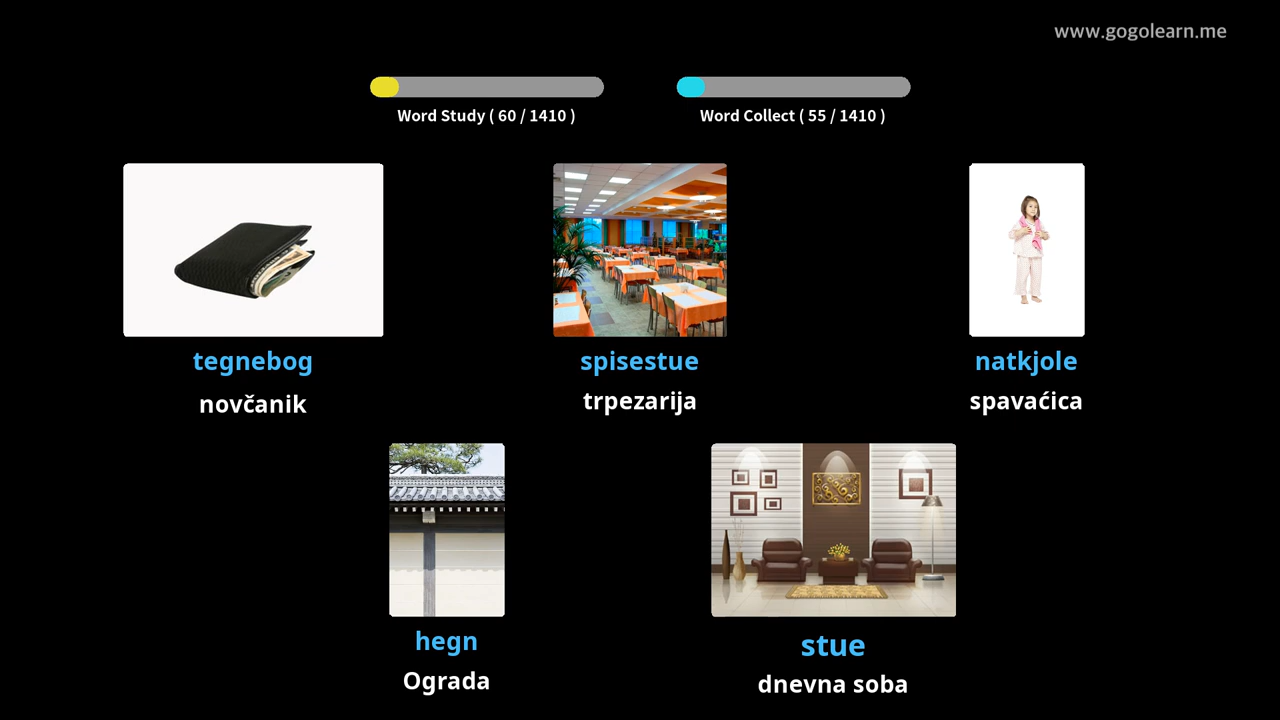 www.gogolearn.me
Word Study ( 60 / 1410 )
Word Collect ( 55 / 1410 )
tegnebog
novčanik
spisestue
trpezarija
natkjole
spavaćica
hegn
Ograda
stue
dnevna soba